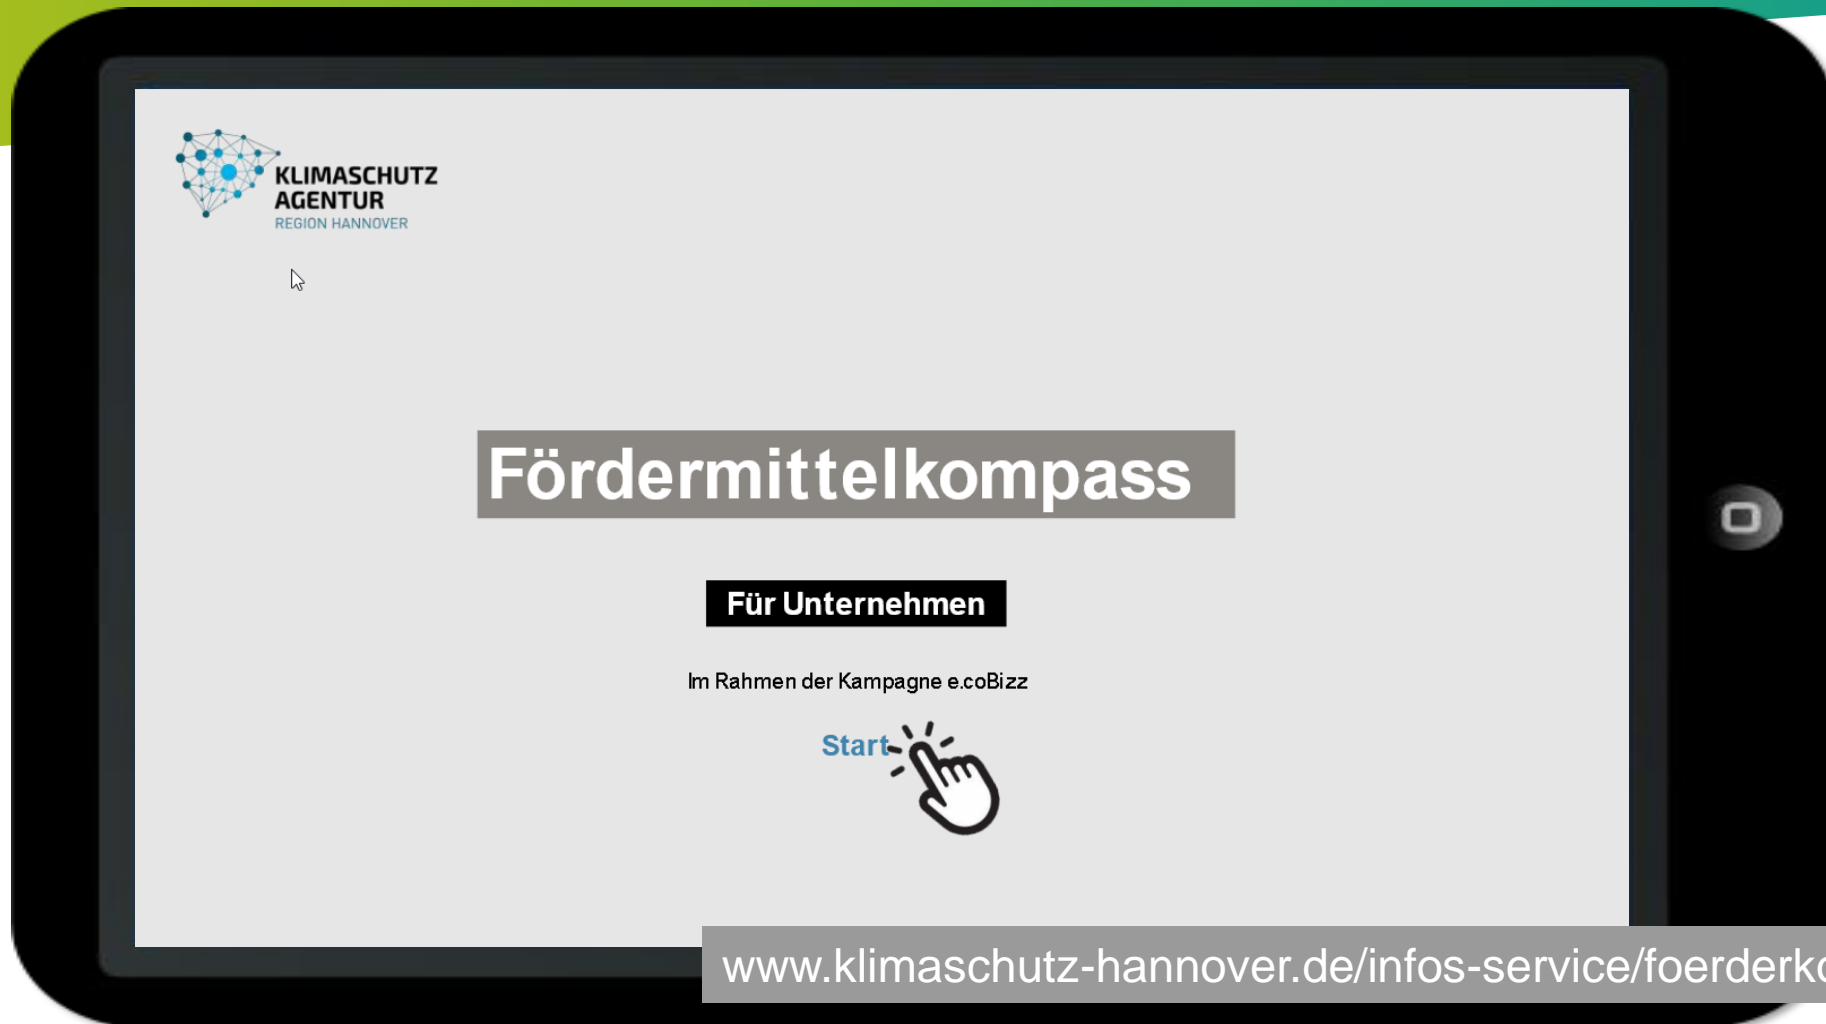 KLIMASCHUTZ
AGENTUR
REGION HANNOVER
Fördermittelkompass
Für Unternehmen
Im Rahmen der Kampagne e.coBizz
Start
www.klimaschutz-hannover.de/infos-service/foerderko